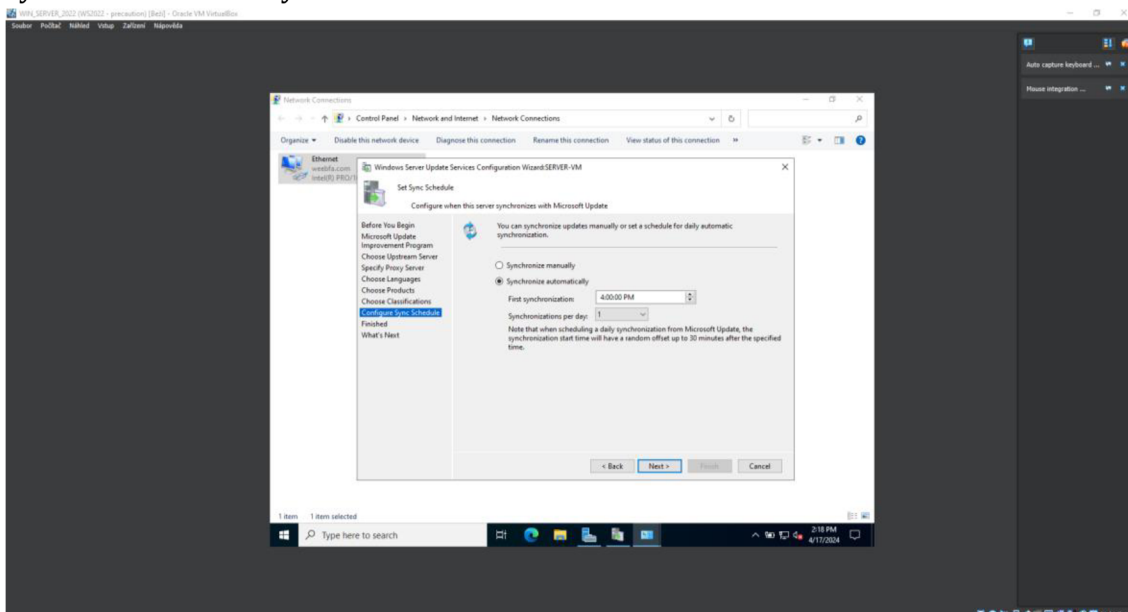 WIN_SERVER_2022 (WS2022 - precaution) [Běží] - Oracle VM VirtualBox
Soubor Počítač Náhled Vstup Zařízení Nápověda
Auto capture keyboard ...
Mouse integration ...
Network Connections
Control Panel › Network and Internet › Network Connections
Organize Disable this network device Diagnose this connection Rename this connection View status of this connection »
Ethernet
weebfa.com
Intel(R) PRO/1
Windows Server Update Services Configuration Wizard:SERVER-VM
Set Sync Schedule
Configure when this server synchronizes with Microsoft Update
Before You Begin
Microsoft Update
Improvement Program
Choose Upstream Server
Specify Proxy Server
Choose Languages
Choose Products
Choose Classifications
Configure Sync Schedule
Finished
What's Next
You can synchronize updates manually or set a schedule for daily automatic
synchronization.
Synchronize manually
Synchronize automatically
First synchronization: 4:00:00 PM
Synchronizations per day: 1
Note that when scheduling a daily synchronization from Microsoft Update, the
synchronization start time will have a random offset up to 30 minutes after the specified
time.
< Back Next > Finish Cancel
1 item 1 item selected
Type here to search
2:18 PM
4/17/2024